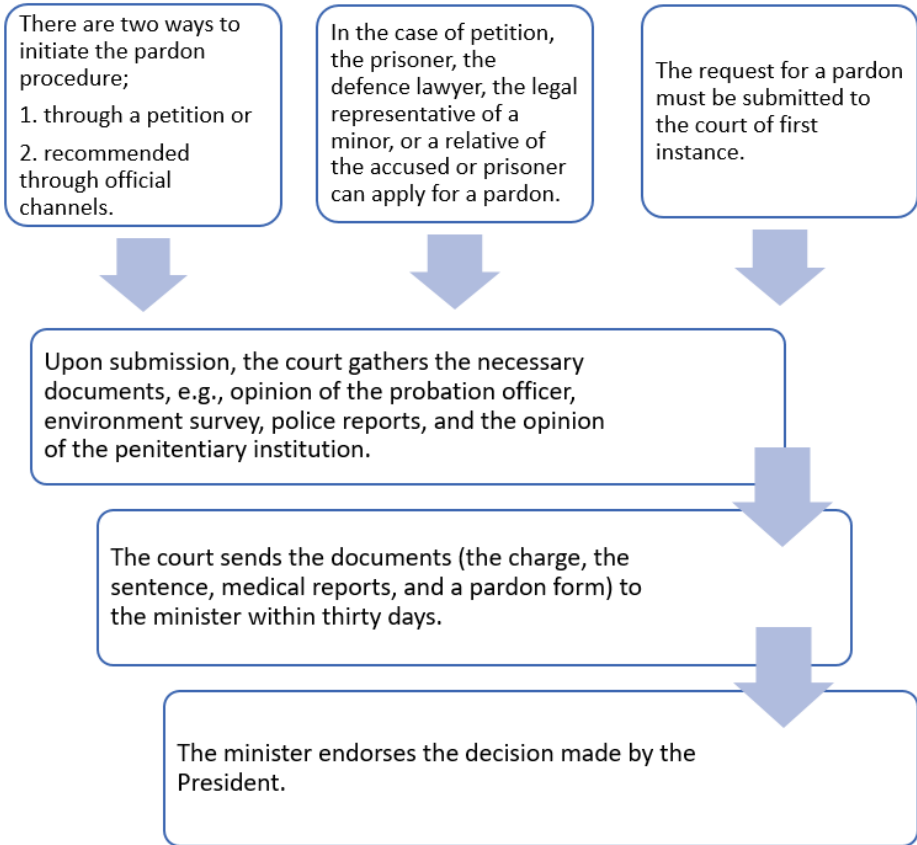 There are two ways to
initiate the pardon
procedure;
1. through a petition or
2. recommended
through official
channels.
In the case of petition,
the prisoner, the
defence lawyer, the legal
representative of a
minor, or a relative of
the accused or prisoner
can apply for a pardon.
The request for a pardon
must be submitted to
the court of first
instance.
Upon submission, the court gathers the necessary
documents, e.g., opinion of the probation officer,
environment survey, police reports, and the opinion
of the penitentiary institution.
The court sends the documents (the charge, the
sentence, medical reports, and a pardon form) to
the minister within thirty days.
The minister endorses the decision made by the
President.